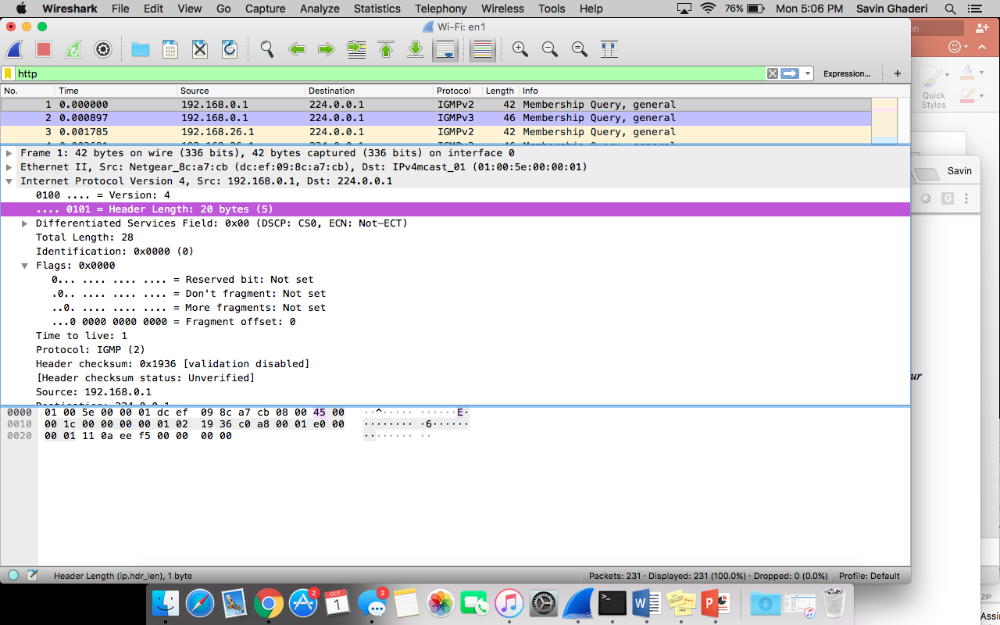 Wireshark File Edit View Go Capture Analyze Statistics Telephony Wireless Tools Help 76% Mon 5:06 PM Savin Ghaderi
Wi-Fi: en1
http Expression... +
No. Time Source Destination Protocol Length Info
1 0.000000 192.168.0.1 224.0.0.1 IGMPv2 42 Membership Query, general
2 0.000897 192.168.0.1 224.0.0.1 IGMPv3 46 Membership Query, general
3 0.001785 192.168.26.1 224.0.0.1 IGMPv2 42 Membership Query, general
Quick
Styles
Savin
Frame 1: 42 bytes on wire (336 bits), 42 bytes captured (336 bits) on interface 0
Ethernet II, Src: Netgear_8c:a7:cb (dc:ef:09:8c:a7:cb), Dst: IPv4mcast_01 (01:00:5e:00:00:01)
Internet Protocol Version 4, Src: 192.168.0.1, Dst: 224.0.0.1
0100 .... = Version: 4
.... 0101 = Header Length: 20 bytes (5)
Differentiated Services Field: 0x00 (DSCP: CS0, ECN: Not-ECT)
Total Length: 28
Identification: 0x0000 (0)
Flags: 0x0000
0... .... .... .... = Reserved bit: Not set
.0.. .... .... .... = Don't fragment: Not set
..0. .... .... .... = More fragments: Not set
...0 0000 0000 0000 = Fragment offset: 0
Time to live: 1
Protocol: IGMP (2)
Header checksum: 0x1936 [validation disabled]
[Header checksum status: Unverified]
Source: 192.168.0.1
Destination: 224.0.0.1
0000 01 00 5e 00 00 01 dc ef 09 8c a7 cb 08 00 45 00 ··^····· ······E·
0010 00 1c 00 00 00 00 01 02 19 36 c0 a8 00 01 e0 00 ········ ·6······
0020 00 01 11 0a ee f5 00 00 00 00 ········ ··
Header Length (ip.hdr_len), 1 byte Packets: 231 · Displayed: 231 (100.0%) · Dropped: 0 (0.0%) Profile: Default
OCT
1
2
2
ZIP